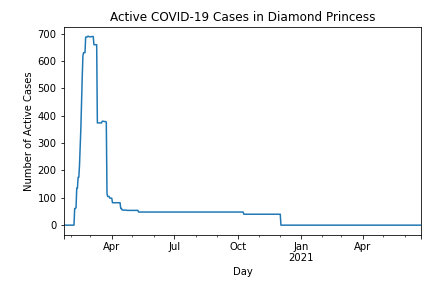 Active COVID-19 Cases in Diamond Princess
700
600
500
400
300
200
100
0
Number of Active Cases
Apr
Jul
Oct
Jan
2021
Apr
Day